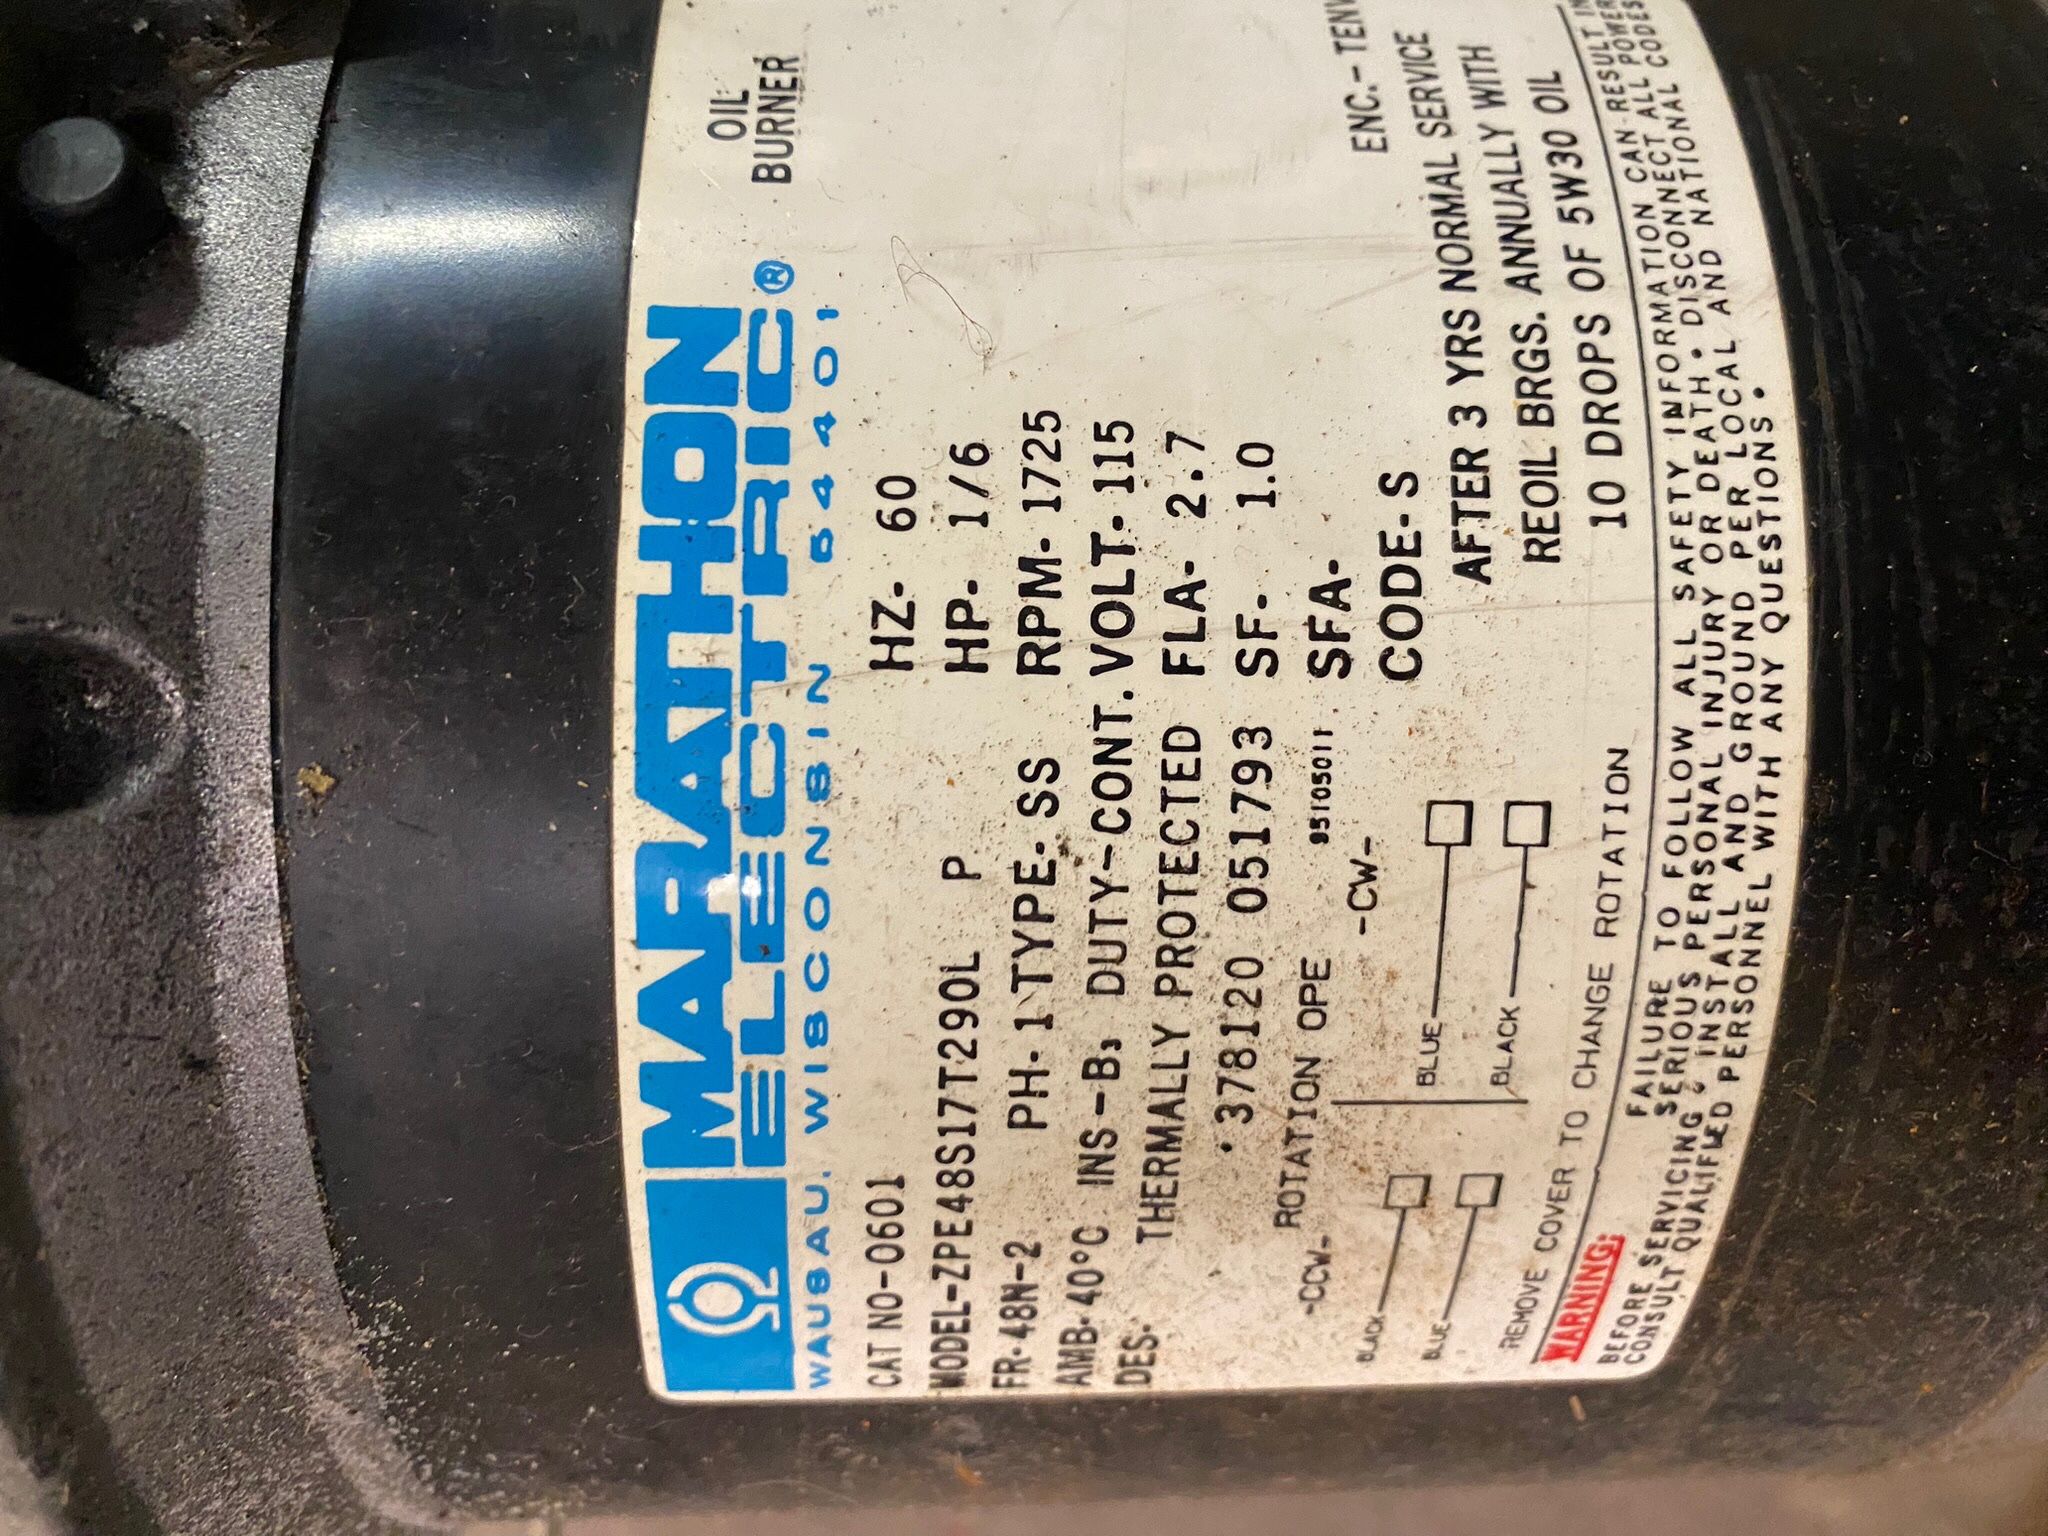 MARATHON
ELECTRIC®
WAUSAU, WISCONSIN 54401
OIL
BURNER
CAT NO-0601 HZ- 60
MODEL-ZPE48S17T290L P HP- 1/6
FR-48N-2 PH-1 TYPE-SS RPM-1725
AMB-40°C INS-B3 DUTY-CONT. VOLT-115
DES- THERMALLY PROTECTED FLA- 2.7
378120 051793 SF- 1.0
ROTATION OPE 95105011 SFA-
-CCW- -CW- CODE-S
ENC.-TENV
BLACK BLUE
BLUE BLACK
REMOVE COVER TO CHANGE ROTATION
AFTER 3 YRS NORMAL SERVICE
REOIL BRGS. ANNUALLY WITH
10 DROPS OF 5W30 OIL
WARNING: FAILURE TO FOLLOW ALL SAFETY INFORMATION CAN RESULT IN
SERIOUS PERSONAL INJURY OR DEATH • DISCONNECT ALL POWER
BEFORE SERVICING • INSTALL AND GROUND PER LOCAL AND NATIONAL CODES
CONSULT QUALIFIED PERSONNEL WITH ANY QUESTIONS •